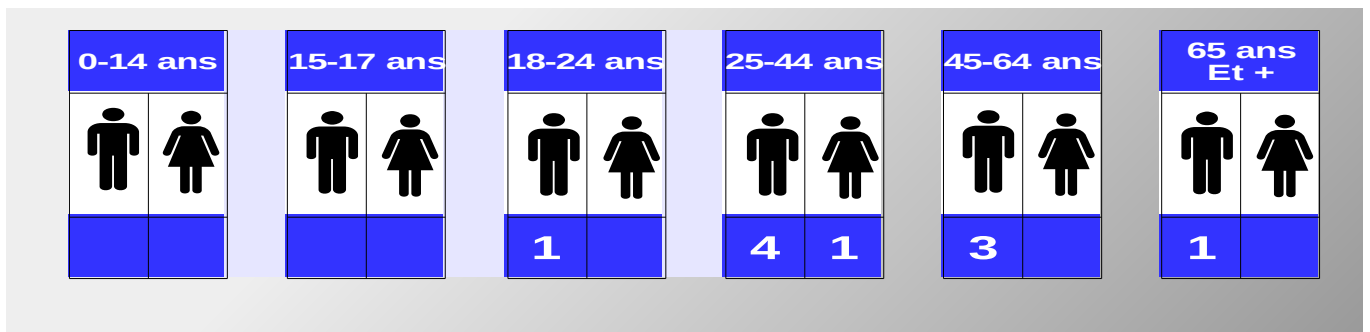 0-14 ans
15-17 ans
18-24 ans
25-44 ans
45-64 ans
65 ans
Et +
1
4
1
3
1